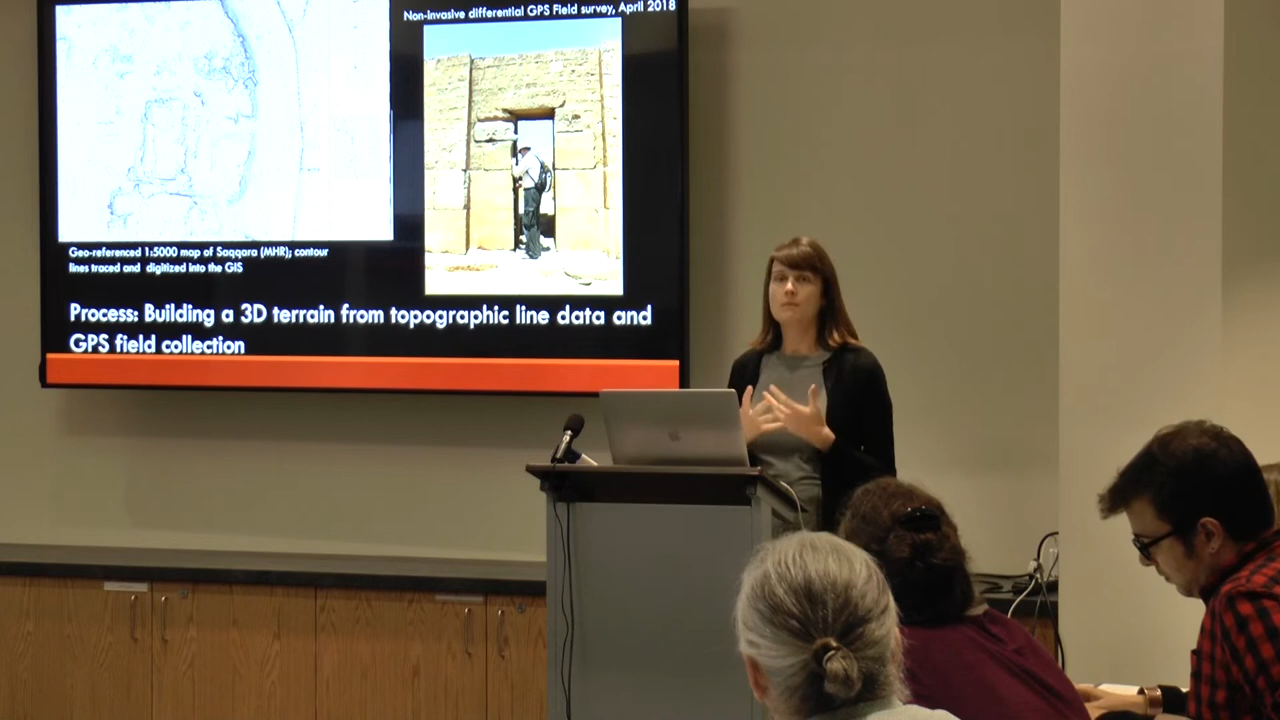 Non-invasive differential GPS Field survey, April 2018
Geo-referenced 1:5000 map of Saqqara (MHR); contour
lines traced and digitized into the GIS
Process: Building a 3D terrain from topographic line data and
GPS field collection